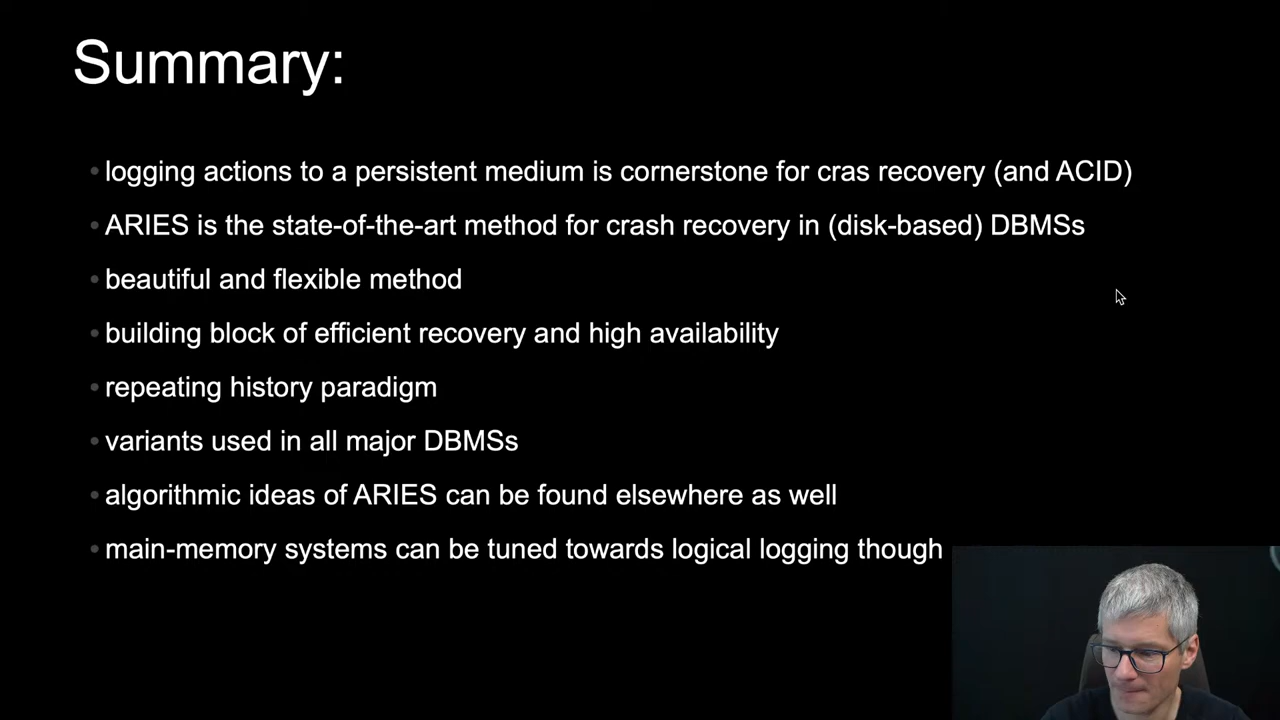 Summary:
• logging actions to a persistent medium is cornerstone for cras recovery (and ACID)
• ARIES is the state-of-the-art method for crash recovery in (disk-based) DBMSs
• beautiful and flexible method
• building block of efficient recovery and high availability
• repeating history paradigm
• variants used in all major DBMSs
• algorithmic ideas of ARIES can be found elsewhere as well
• main-memory systems can be tuned towards logical logging though